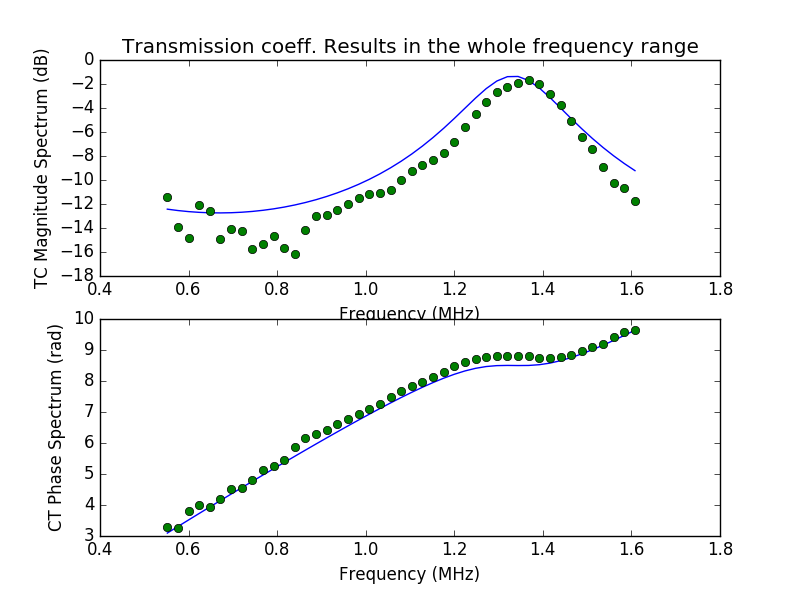 Transmission coeff. Results in the whole frequency range
TC Magnitude Spectrum (dB)
0
−2
−4
−6
−8
−10
−12
−14
−16
−18
0.4 0.6 0.8 1.0 1.2 1.4 1.6 1.8
Frequency (MHz)
CT Phase Spectrum (rad)
10
9
8
7
6
5
4
3
0.4 0.6 0.8 1.0 1.2 1.4 1.6 1.8
Frequency (MHz)